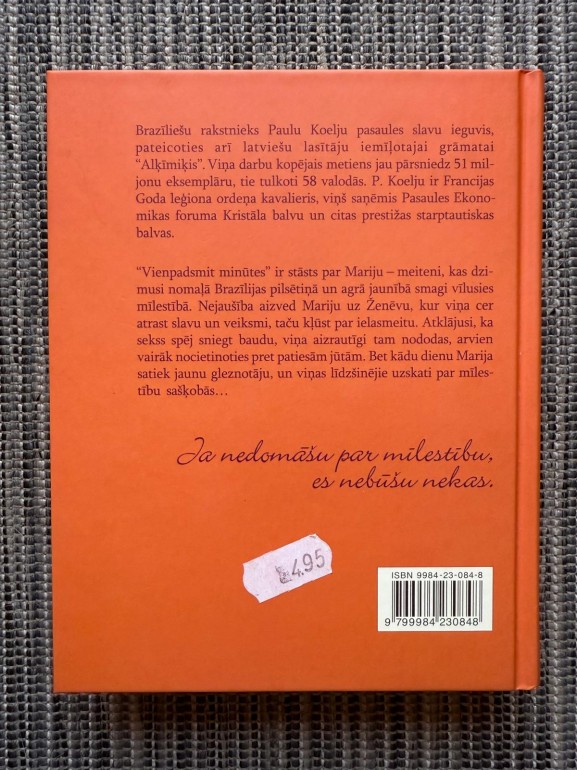 Brazīliešu rakstnieks Paulu Koelju pasaules slavu ieguvis,
pateicoties arī latviešu lasītāju iemīļotajai grāmatai
“Alķīmiķis”. Viņa darbu kopējais metiens jau pārsniedz 51 mil-
jonu eksemplāru, tie tulkoti 58 valodās. P. Koelju ir Francijas
Goda leģiona ordeņa kavalieris, viņš saņēmis Pasaules Ekono-
mikas foruma Kristāla balvu un citas prestižas starptautiskas
balvas.
“Vienpadsmit minūtes” ir stāsts par Mariju – meiteni, kas dzi-
musi nomaļā Brazīlijas pilsētiņā un agrā jaunībā smagi vīlusies
mīlestībā. Nejaušība aizved Mariju uz Ženēvu, kur viņa cer
atrast slavu un veiksmi, taču kļūst par ielasmeitu. Atklājusi, ka
sekss spēj sniegt baudu, viņa aizrautīgi tam nododas, arvien
vairāk nocietinoties pret patiesām jūtām. Bet kādu dienu Marija
satiek jaunu gleznotāju, un viņas līdzšinējie uzskati par mīles-
tību sašķobās…
Ja nedomāšu par mīlestību,
es nebūšu nekas.
4.95
ISBN 9984-23-084-8
9 799984 230848